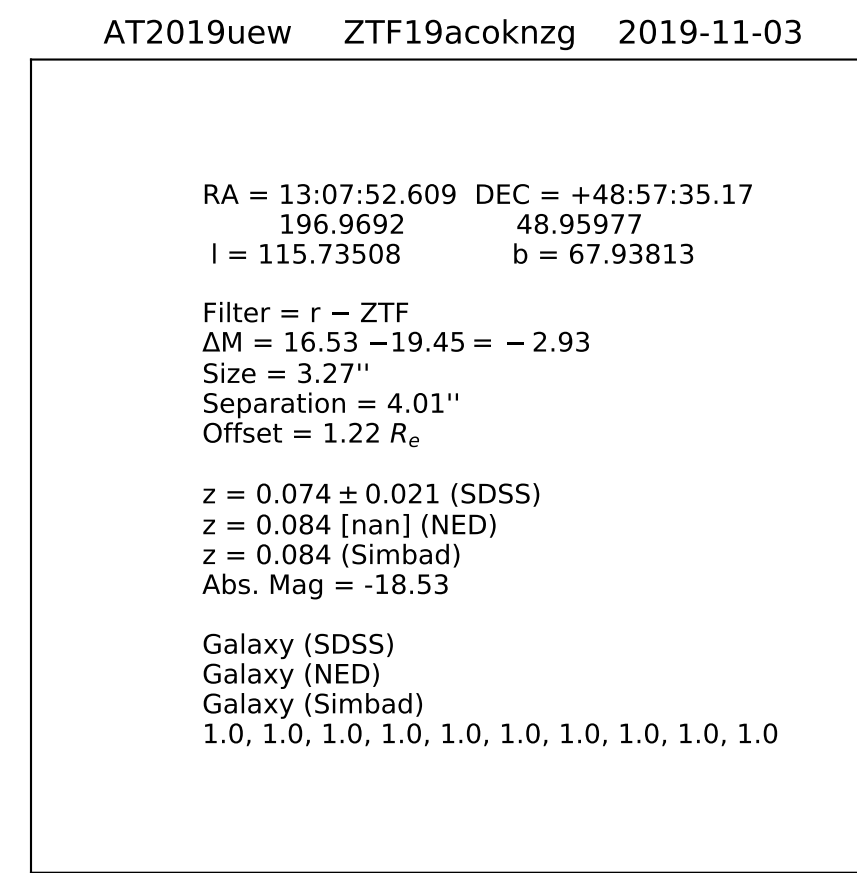 AT2019uew ZTF19acoknzg 2019-11-03
RA = 13:07:52.609 DEC = +48:57:35.17
196.9692 48.95977
l = 115.73508 b = 67.93813
Filter = r − ZTF
ΔM = 16.53 −19.45 = − 2.93
Size = 3.27''
Separation = 4.01''
Offset = 1.22 Re
z = 0.074 ± 0.021 (SDSS)
z = 0.084 [nan] (NED)
z = 0.084 (Simbad)
Abs. Mag = -18.53
Galaxy (SDSS)
Galaxy (NED)
Galaxy (Simbad)
1.0, 1.0, 1.0, 1.0, 1.0, 1.0, 1.0, 1.0, 1.0, 1.0